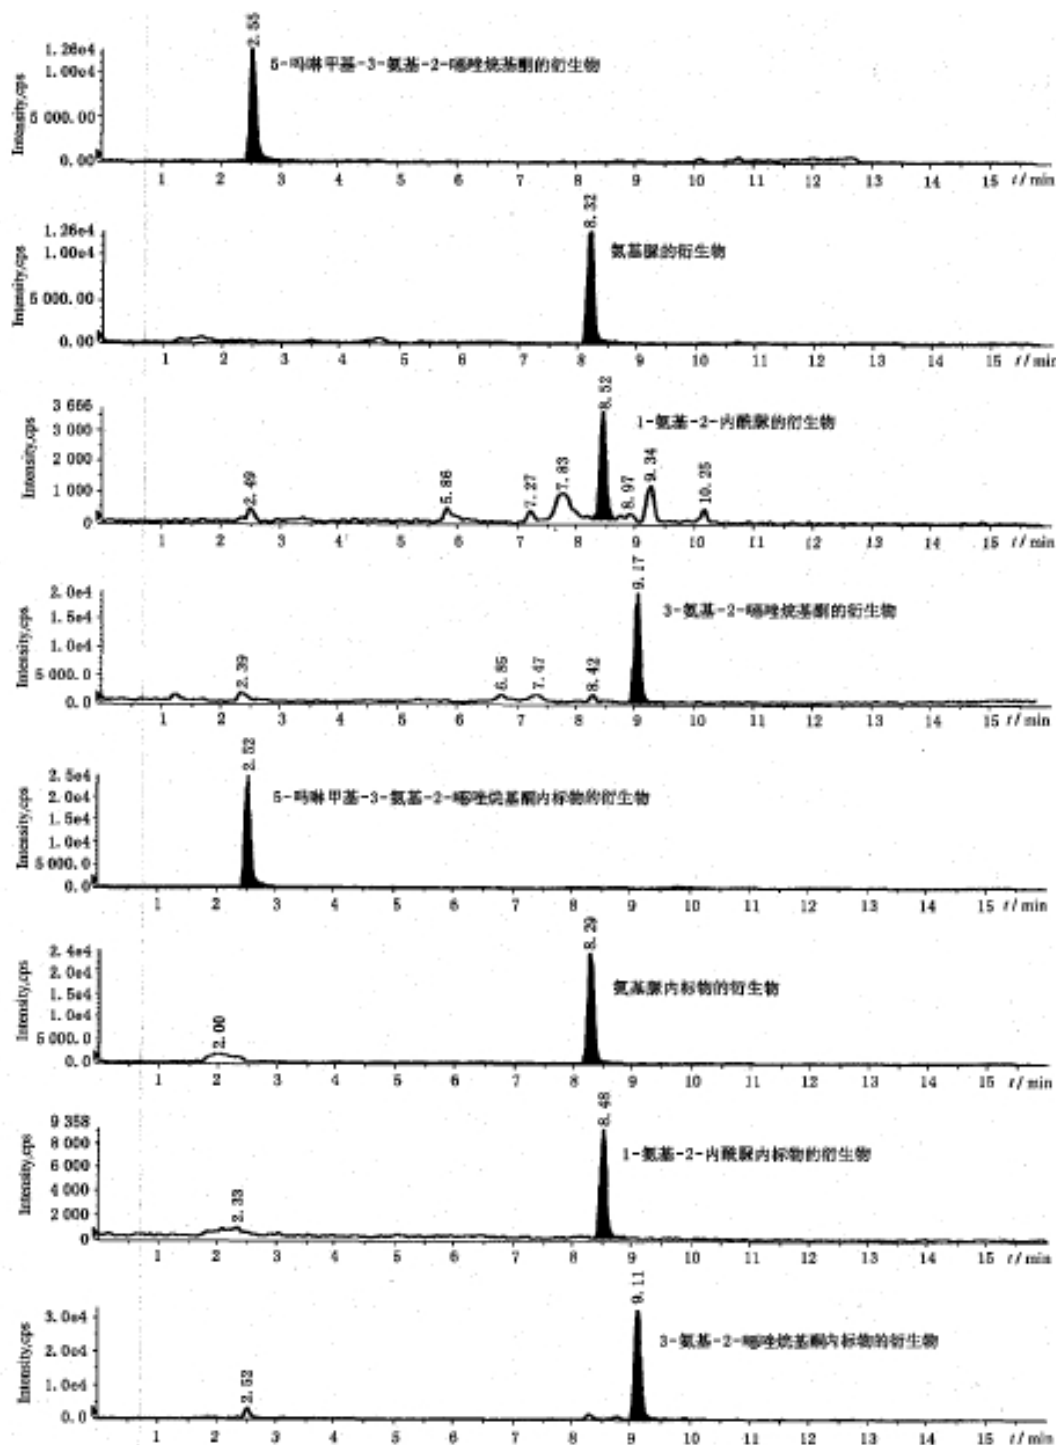 2.55
1.26e4
1.00e4
5 000.00
0.00
Intensity,cps
5-吗啉甲基-3-氨基-2-噁唑烷基酮的衍生物
1 2 3 4 5 6 7 8 9 10 11 12 13 14 15 t/min
8.32
1.26e4
1.00e4
5 000.00
0.00
Intensity,cps
氨基脲的衍生物
1 2 3 4 5 6 7 8 9 10 11 12 13 14 15 t/min
8.52
3 666
3 000
2 000
1 000
0
Intensity,cps
1-氨基-2-内酰脲的衍生物
2.49 5.86 7.27 7.83 8.97 9.34 10.25
1 2 3 4 5 6 7 8 9 10 11 12 13 14 15 t/min
9.17
2.0e4
1.5e4
1.0e4
5 000.0
0.0
Intensity,cps
3-氨基-2-噁唑烷基酮的衍生物
2.39 6.85 7.47 8.42
1 2 3 4 5 6 7 8 9 10 11 12 13 14 15 t/min
2.52
2.5e4
2.0e4
1.5e4
1.0e4
5 000.0
0.0
Intensity,cps
5-吗啉甲基-3-氨基-2-噁唑烷基酮内标物的衍生物
1 2 3 4 5 6 7 8 9 10 11 12 13 14 15 t/min
8.29
2.4e4
2.0e4
1.5e4
1.0e4
5 000.0
0.0
Intensity,cps
氨基脲内标物的衍生物
2.00
1 2 3 4 5 6 7 8 9 10 11 12 13 14 15 t/min
8.48
9 358
8 000
6 000
4 000
2 000
0
Intensity,cps
1-氨基-2-内酰脲内标物的衍生物
2.33
1 2 3 4 5 6 7 8 9 10 11 12 13 14 15 t/min
9.11
3.0e4
2.0e4
1.0e4
0.0
Intensity,cps
3-氨基-2-噁唑烷基酮内标物的衍生物
2.52
1 2 3 4 5 6 7 8 9 10 11 12 13 14 15 t/min